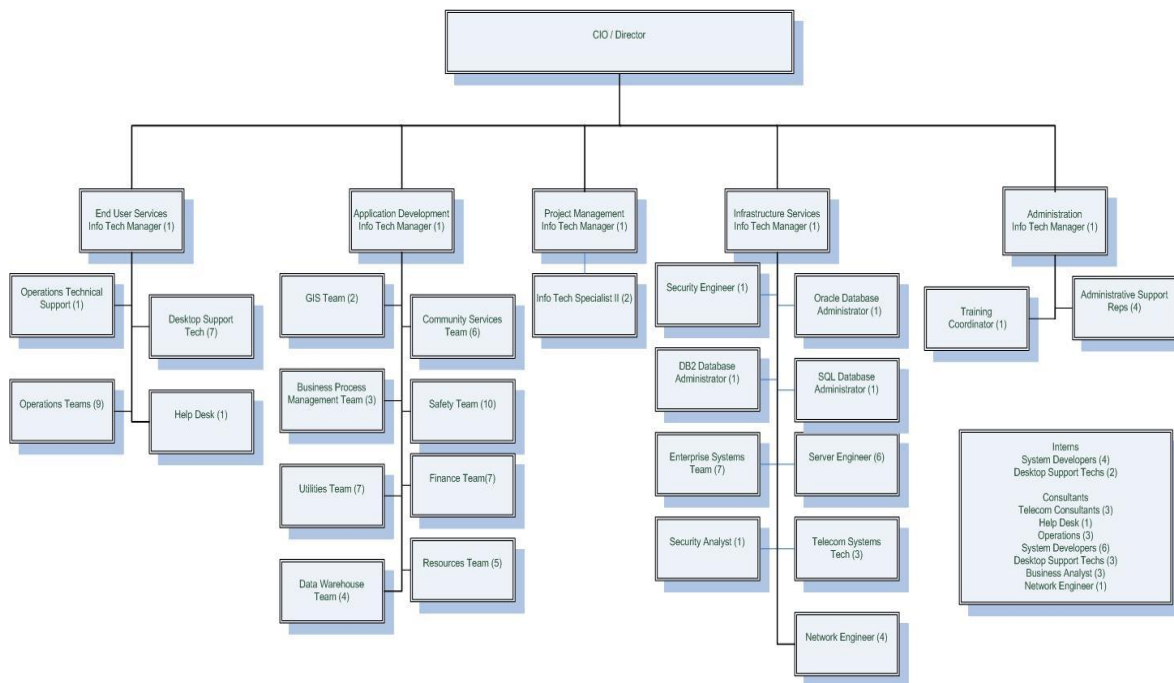 CIO / Director
End User Services
Info Tech Manager (1)
Application Development
Info Tech Manager (1)
Project Management
Info Tech Manager (1)
Infrastructure Services
Info Tech Manager (1)
Administration
Info Tech Manager (1)
Operations Technical
Support (1)
Desktop Support
Tech (7)
Operations Teams (9)
Help Desk (1)
GIS Team (2)
Community Services
Team (6)
Business Process
Management Team (3)
Safety Team (10)
Utilities Team (7)
Finance Team(7)
Data Warehouse
Team (4)
Resources Team (5)
Info Tech Specialist II (2)
Security Engineer (1)
Oracle Database
Administrator (1)
DB2 Database
Administrator (1)
SQL Database
Administrator (1)
Enterprise Systems
Team (7)
Server Engineer (6)
Security Analyst (1)
Telecom Systems
Tech (3)
Network Engineer (4)
Training
Coordinator (1)
Administrative Support
Reps (4)
Interns
System Developers (4)
Desktop Support Techs (2)
Consultants
Telecom Consultants (3)
Help Desk (1)
Operations (3)
System Developers (6)
Desktop Support Techs (3)
Business Analyst (3)
Network Engineer (1)